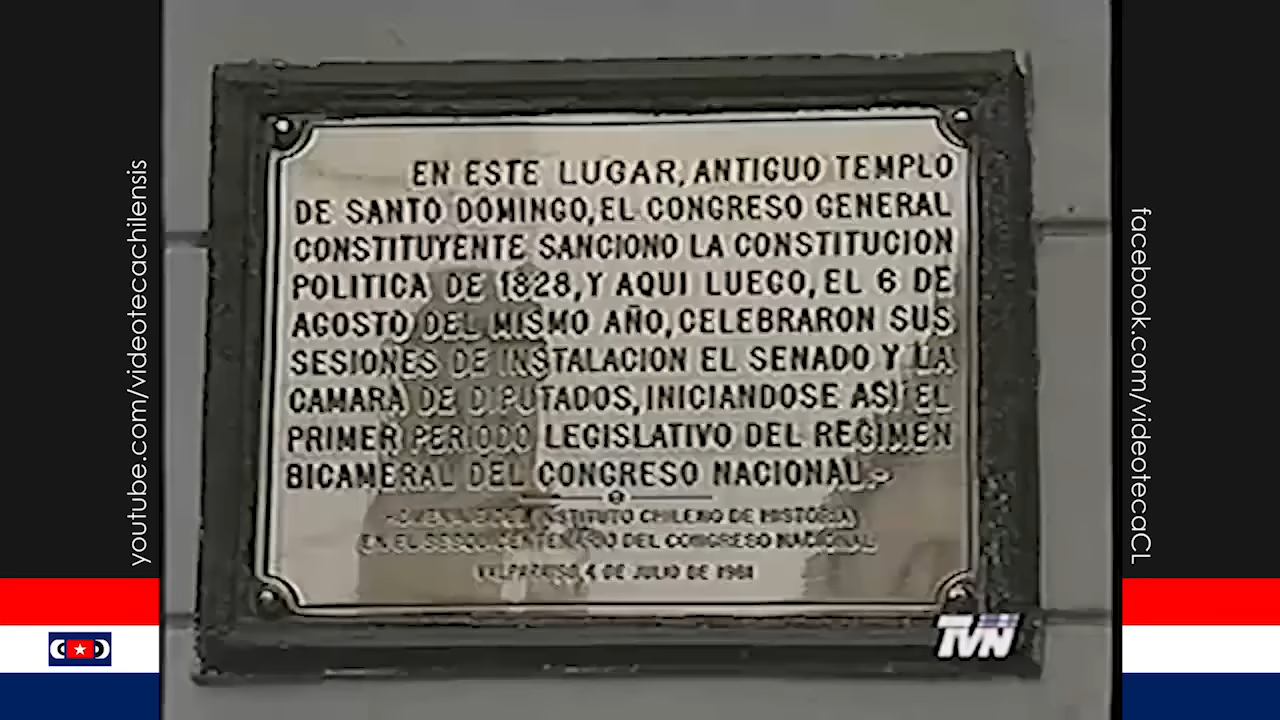 EN ESTE LUGAR, ANTIGUO TEMPLO
DE SANTO DOMINGO, EL CONGRESO GENERAL
CONSTITUYENTE SANCIONO LA CONSTITUCION
POLITICA DE 1828, Y AQUI LUEGO, EL 6 DE
AGOSTO DEL MISMO AÑO, CELEBRARON SUS
SESIONES DE INSTALACION EL SENADO Y LA
CAMARA DE DIPUTADOS, INICIANDOSE ASI EL
PRIMER PERIODO LEGISLATIVO DEL REGIMEN
BICAMERAL DEL CONGRESO NACIONAL.-
INSTITUTO CHILENO DE HISTORIA
EN EL SESQUICENTENARIO DEL CONGRESO NACIONAL
VALPARAISO, 4 DE JULIO DE
TVN
youtube.com/videotecachilensis
facebook.com/videotecaCL